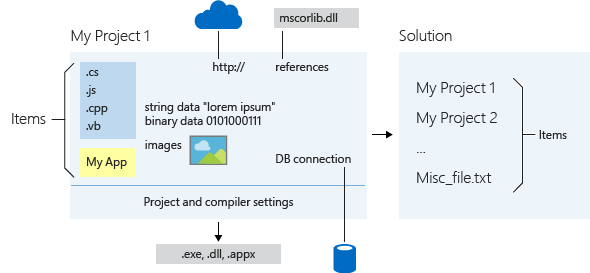 mscorlib.dll
My Project 1
http://
references
Items
.cs
.js
.cpp
.vb
My App
string data "lorem ipsum"
binary data 0101000111
images
DB connection
Project and compiler settings
.exe, .dll, .appx
Solution
My Project 1
My Project 2
...
Misc_file.txt
Items